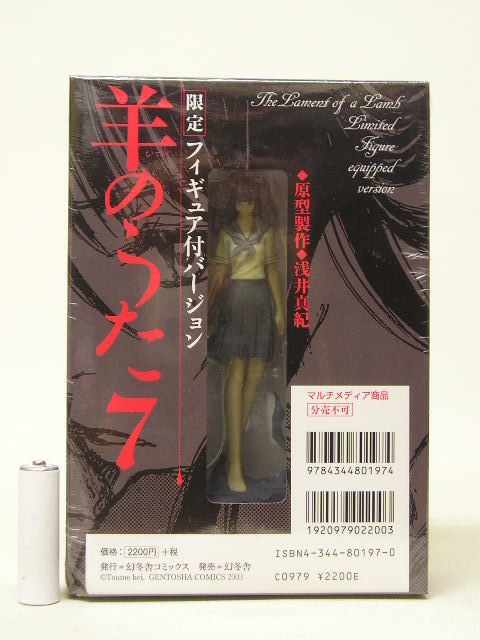 羊のうた 7
限定 フィギュア付バージョン
The Lament of a Lamb
Limited
Figure
equipped
version
◆原型製作◆浅井真紀
マルチメディア商品
分売不可
9784344801974
1920979022003
価格：2200円＋税
発行＝幻冬舎コミックス　発売＝幻冬舎
©Toume kei, GENTOSHA COMICS 2003
ISBN4-344-80197-0
C0979 ¥2200E